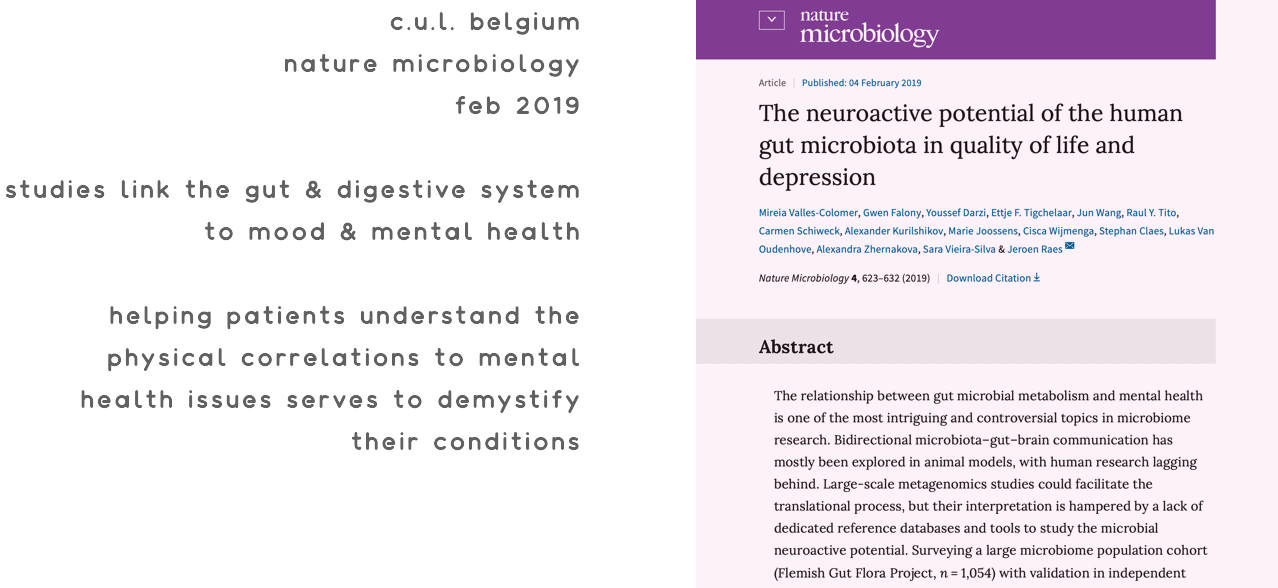 c.u.l. belgium
nature microbiology
feb 2019
studies link the gut & digestive system
to mood & mental health
helping patients understand the
physical correlations to mental
health issues serves to demystify
their conditions
nature
microbiology
Article | Published: 04 February 2019
The neuroactive potential of the human
gut microbiota in quality of life and
depression
Mireia Valles-Colomer, Gwen Falony, Youssef Darzi, Ettje F. Tigchelaar, Jun Wang, Raul Y. Tito,
Carmen Schiweck, Alexander Kurilshikov, Marie Joossens, Cisca Wijmenga, Stephan Claes, Lukas Van
Oudenhove, Alexandra Zhernakova, Sara Vieira-Silva & Jeroen Raes
Nature Microbiology 4, 623–632 (2019) | Download Citation
Abstract
The relationship between gut microbial metabolism and mental health
is one of the most intriguing and controversial topics in microbiome
research. Bidirectional microbiota–gut–brain communication has
mostly been explored in animal models, with human research lagging
behind. Large-scale metagenomics studies could facilitate the
translational process, but their interpretation is hampered by a lack of
dedicated reference databases and tools to study the microbial
neuroactive potential. Surveying a large microbiome population cohort
(Flemish Gut Flora Project, n = 1,054) with validation in independent